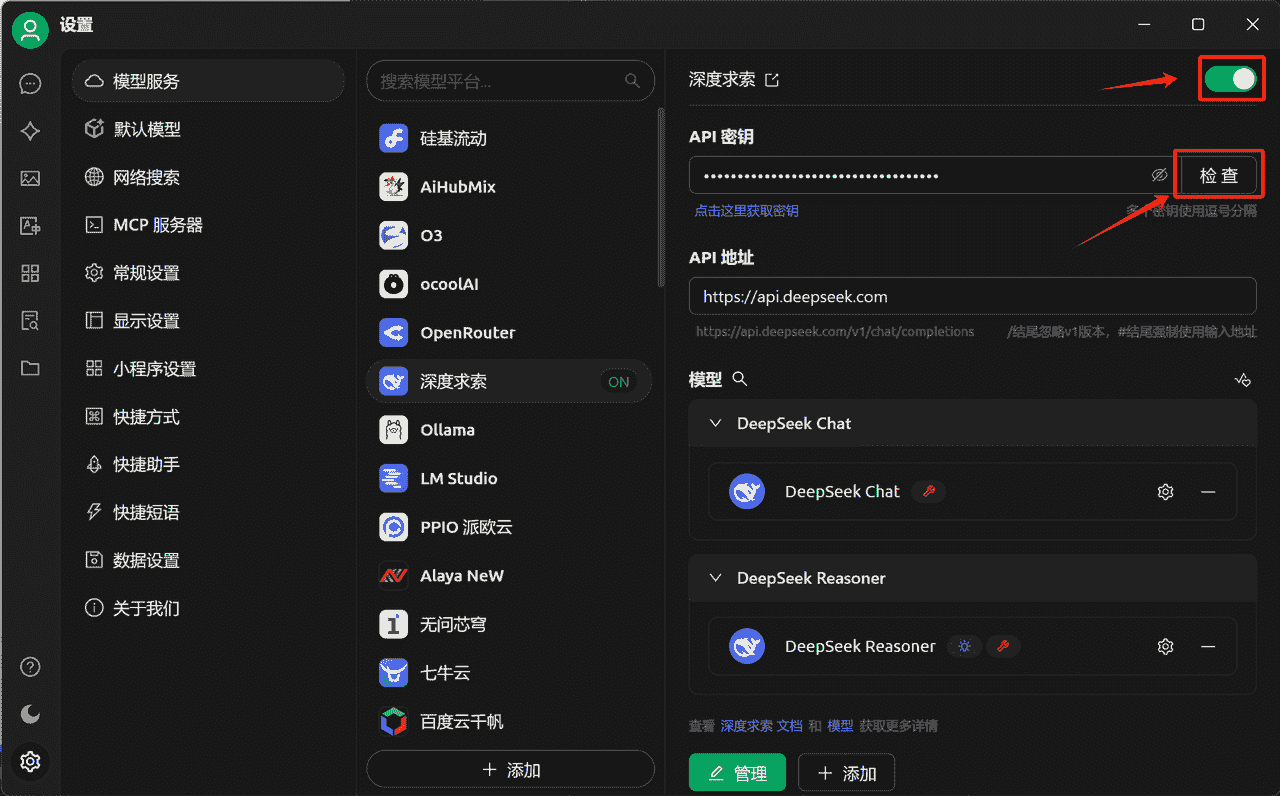 设置
模型服务
默认模型
网络搜索
MCP 服务器
常规设置
显示设置
小程序设置
快捷方式
快捷助手
快捷短语
数据设置
关于我们
搜索模型平台...
硅基流动
AiHubMix
O3
ocoolAI
OpenRouter
深度求索 ON
Ollama
LM Studio
PPIO 派欧云
Alaya NeW
无问芯穹
七牛云
百度云千帆
添加
深度求索
API 密钥
检 查
点击这里获取密钥 多个密钥使用逗号分隔
API 地址
https://api.deepseek.com
https://api.deepseek.com/v1/chat/completions /结尾忽略v1版本，#结尾强制使用输入地址
模型
DeepSeek Chat
DeepSeek Chat
DeepSeek Reasoner
DeepSeek Reasoner
查看 深度求索 文档 和 模型 获取更多详情
管理 添加